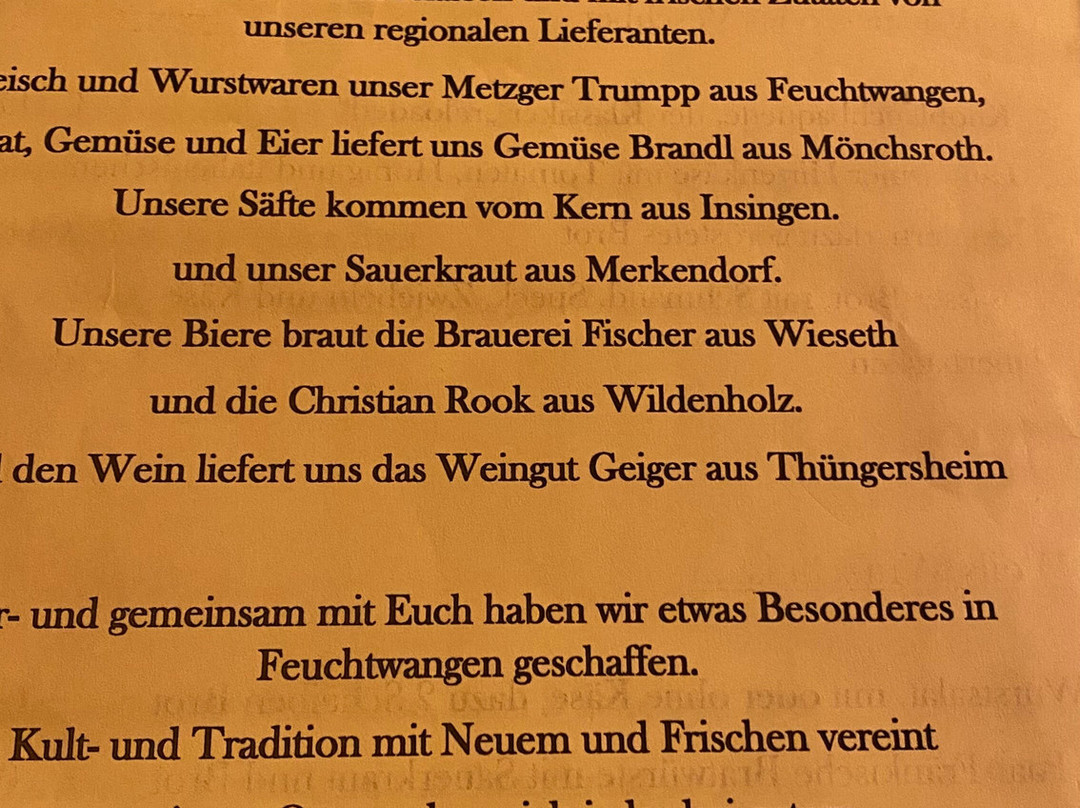 unseren regionalen Lieferanten.
und Wurstwaren unser Metzger Trumpp aus Feuchtwangen,
Gemüse und Eier liefert uns Gemüse Brandl aus Mönchsroth.
Unsere Säfte kommen vom Kern aus Insingen.
und unser Sauerkraut aus Merkendorf.
Unsere Biere braut die Brauerei Fischer aus Wieseth
und die Christian Rook aus Wildenholz.
den Wein liefert uns das Weingut Geiger aus Thüngersheim
und gemeinsam mit Euch haben wir etwas Besonderes in
Feuchtwangen geschaffen.
Kult- und Tradition mit Neuem und Frischen vereint